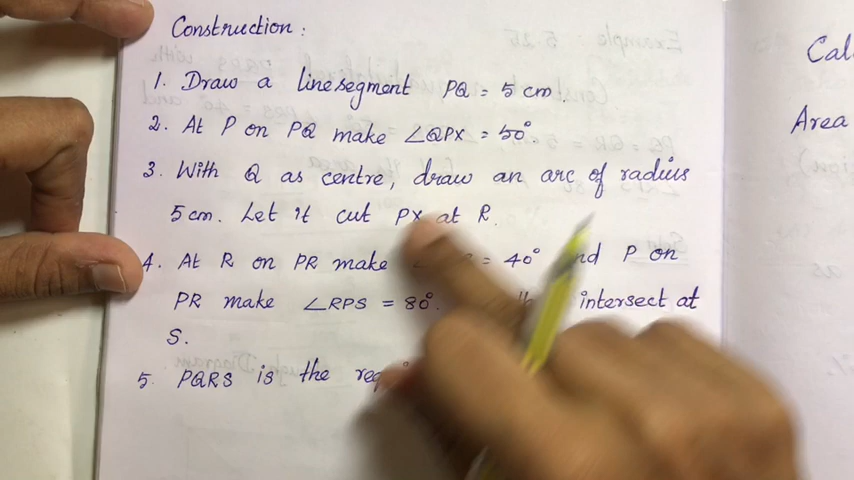 Construction:
1. Draw a line segment PQ = 5 cm.
2. At P on PQ make ∠QPX = 50°
3. With Q as centre, draw an arc of radius
5 cm. Let it cut PX at R.
4. At R on PR make = 40° and P on
PR make ∠RPS = 80°. intersect at
S.
5. PQRS is the
Cal
Area
as